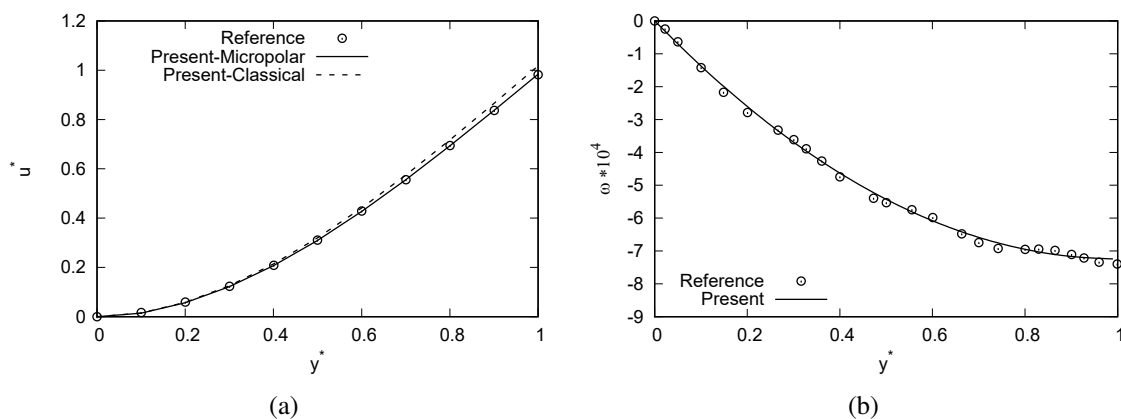 1.2
1
0.8
0.6
0.4
0.2
0
0 0.2 0.4 0.6 0.8 1
u*
y*
Reference
Present-Micropolar
Present-Classical
(a)
0
-1
-2
-3
-4
-5
-6
-7
-8
-9
0 0.2 0.4 0.6 0.8 1
ω *10⁴
y*
Reference
Present
(b)